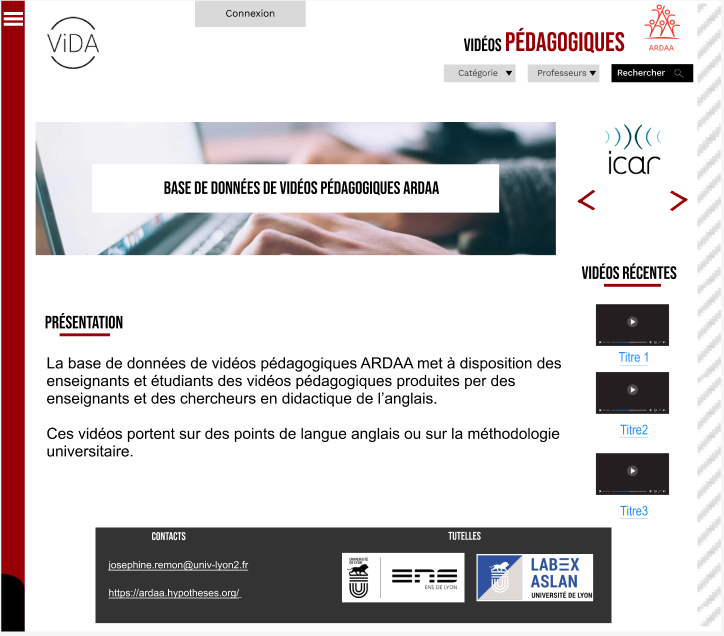 Connexion
ViDA
VIDÉOS PÉDAGOGIQUES
ARDAA
Catégorie
Professeurs
Rechercher
BASE DE DONNÉES DE VIDÉOS PÉDAGOGIQUES ARDAA
icar
VIDÉOS RÉCENTES
Titre 1
Titre2
Titre3
PRÉSENTATION
La base de données de vidéos pédagogiques ARDAA met à disposition des
enseignants et étudiants des vidéos pédagogiques produites per des
enseignants et des chercheurs en didactique de l'anglais.
Ces vidéos portent sur des points de langue anglais ou sur la méthodologie
universitaire.
CONTACTS
josephine.remon@univ-lyon2.fr
https://ardaa.hypotheses.org/
TUTELLES
UNIVERSITÉ
DE LYON
ENS
ENS DE LYON
LABEX
ASLAN
UNIVERSITÉ DE LYON